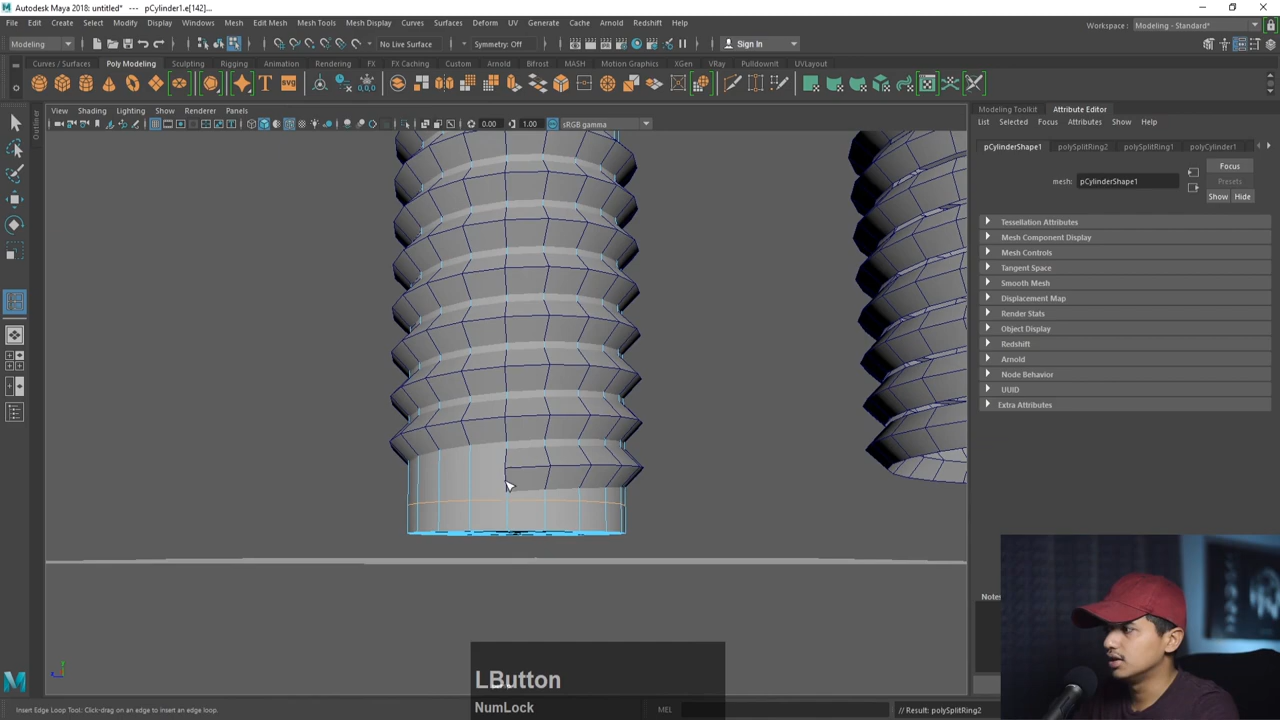 Autodesk Maya 2018: untitled* --- pCylinder1.e[142]...
File Edit Create Select Modify Display Windows Mesh Edit Mesh Mesh Tools Mesh Display Curves Surfaces Deform UV Generate Cache Arnold Redshift Help
Workspace : Modeling - Standard*
Modeling No Live Surface Symmetry: Off Sign In
Curves / Surfaces Poly Modeling Sculpting Rigging Animation Rendering FX FX Caching Custom Arnold Bifrost MASH Motion Graphics XGen VRay PulldownIt UVLayout
T SVG
Outliner
View Shading Lighting Show Renderer Panels
0.00 1.00 sRGB gamma
Modeling Toolkit Attribute Editor
List Selected Focus Attributes Show Help
pCylinderShape1 polySplitRing2 polySplitRing1 polyCylinder1
Focus
mesh: pCylinderShape1 Presets
Show Hide
Tessellation Attributes
Mesh Component Display
Mesh Controls
Tangent Space
Smooth Mesh
Displacement Map
Render Stats
Object Display
Redshift
Arnold
Node Behavior
UUID
Extra Attributes
Notes
LButton
NumLock
Insert Edge Loop Tool: Click-drag on an edge to insert an edge loop.
MEL
// Result: polySplitRing2